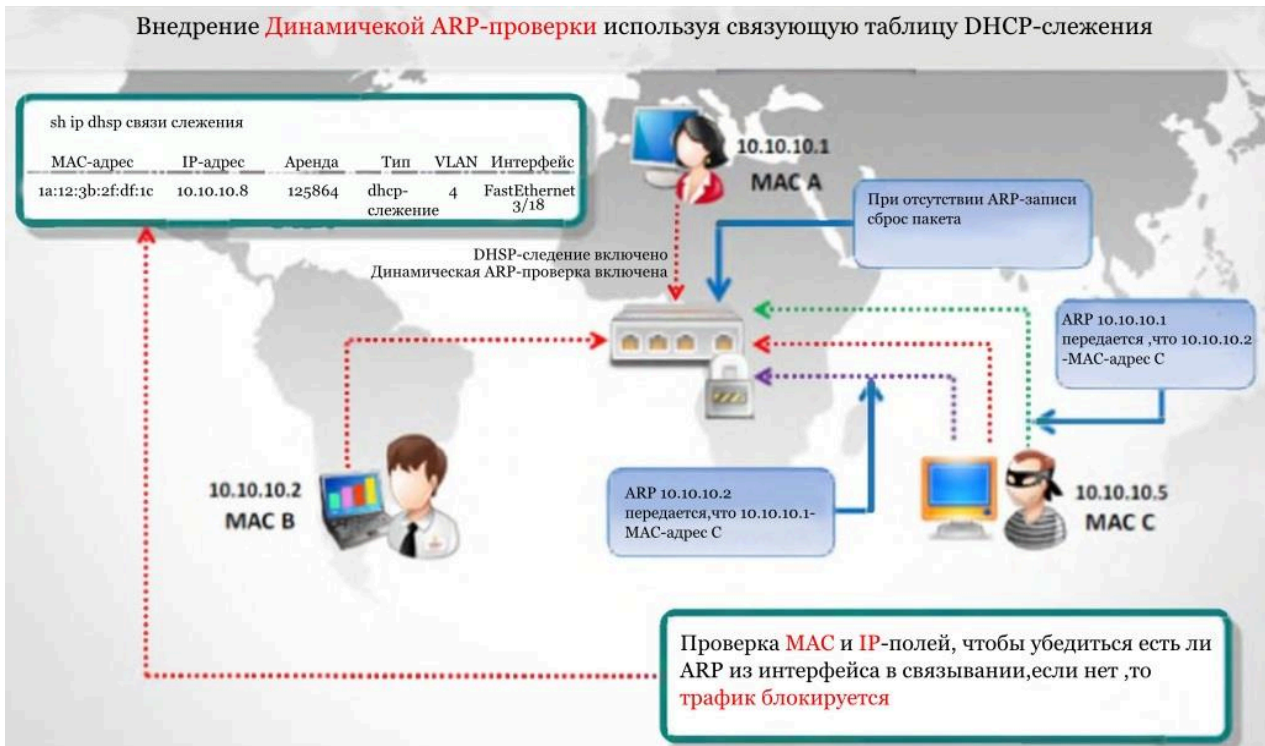 Внедрение Динамичекой ARP-проверки используя связующую таблицу DHCP-слежения
sh ip dhsp связи слежения
MAC-адрес IP-адрес Аренда Тип VLAN Интерфейс
1a:12:3b:2f:df:1c 10.10.10.8 125864 dhcp- 4 FastEthernet
слежение 3/18
10.10.10.1
MAC A
При отсутствии ARP-записи
сброс пакета
DHSP-следение включено
Динамическая ARP-проверка включена
ARP 10.10.10.1
передается ,что 10.10.10.2
-MAC-адрес С
10.10.10.2
MAC B
ARP 10.10.10.2
передается,что 10.10.10.1-
MAC-адрес С
10.10.10.5
MAC C
Проверка MAC и IP-полей, чтобы убедиться есть ли
ARP из интерфейса в связывании,если нет ,то
трафик блокируется